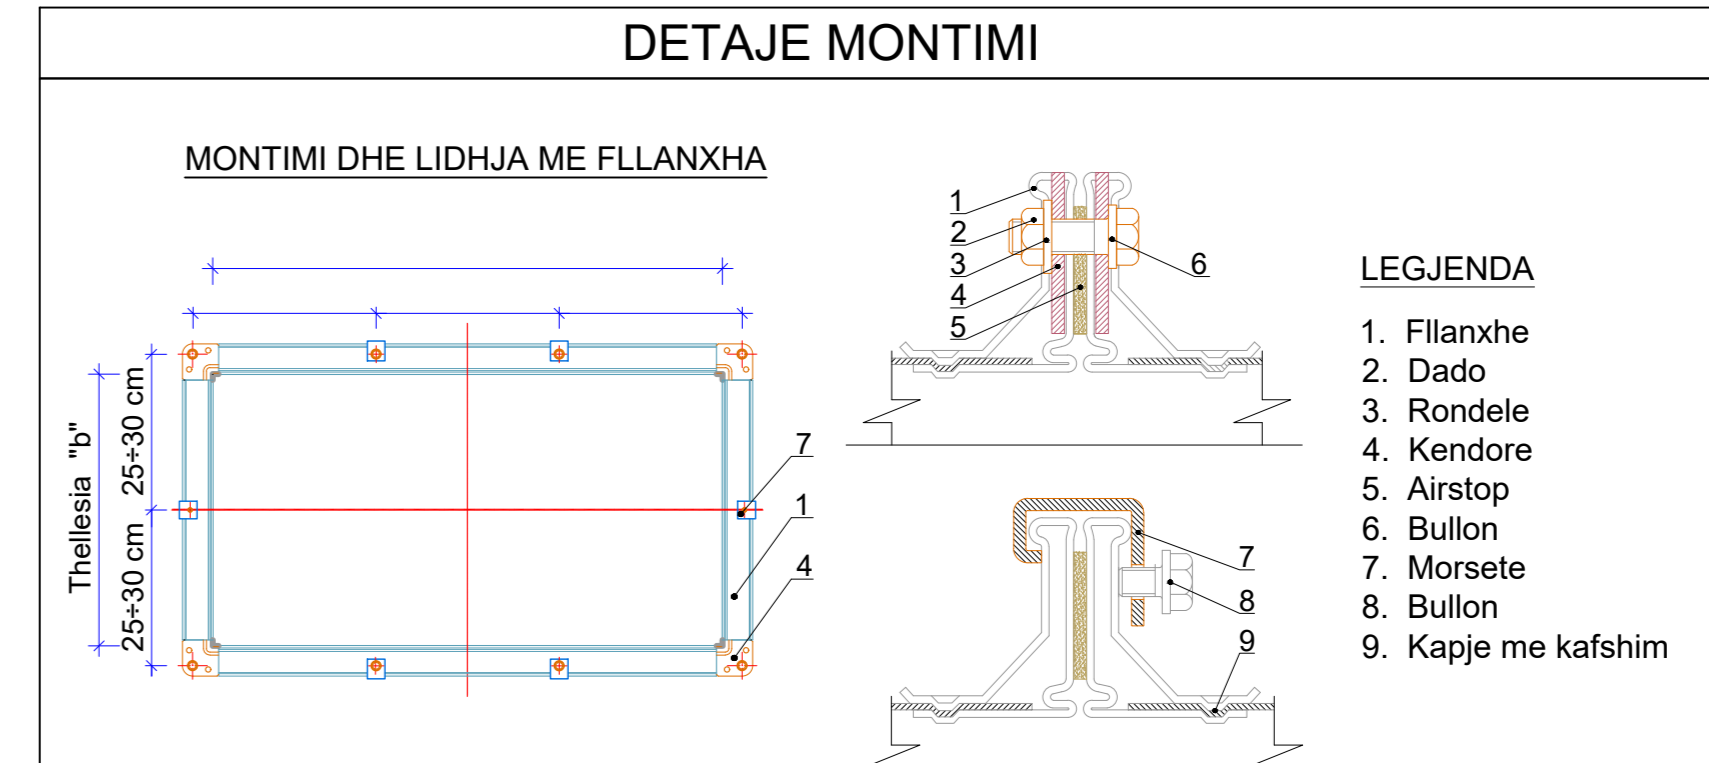 DETAJE MONTIMI
MONTIMI DHE LIDHJA ME FLLANXHA
Thellesia "b"
25÷30 cm
25÷30 cm
7
1
4
1
2
3
4
5
6
7
8
9
LEGJENDA
1. Fllanxhe
2. Dado
3. Rondele
4. Kendore
5. Airstop
6. Bullon
7. Morsete
8. Bullon
9. Kapje me kafshim